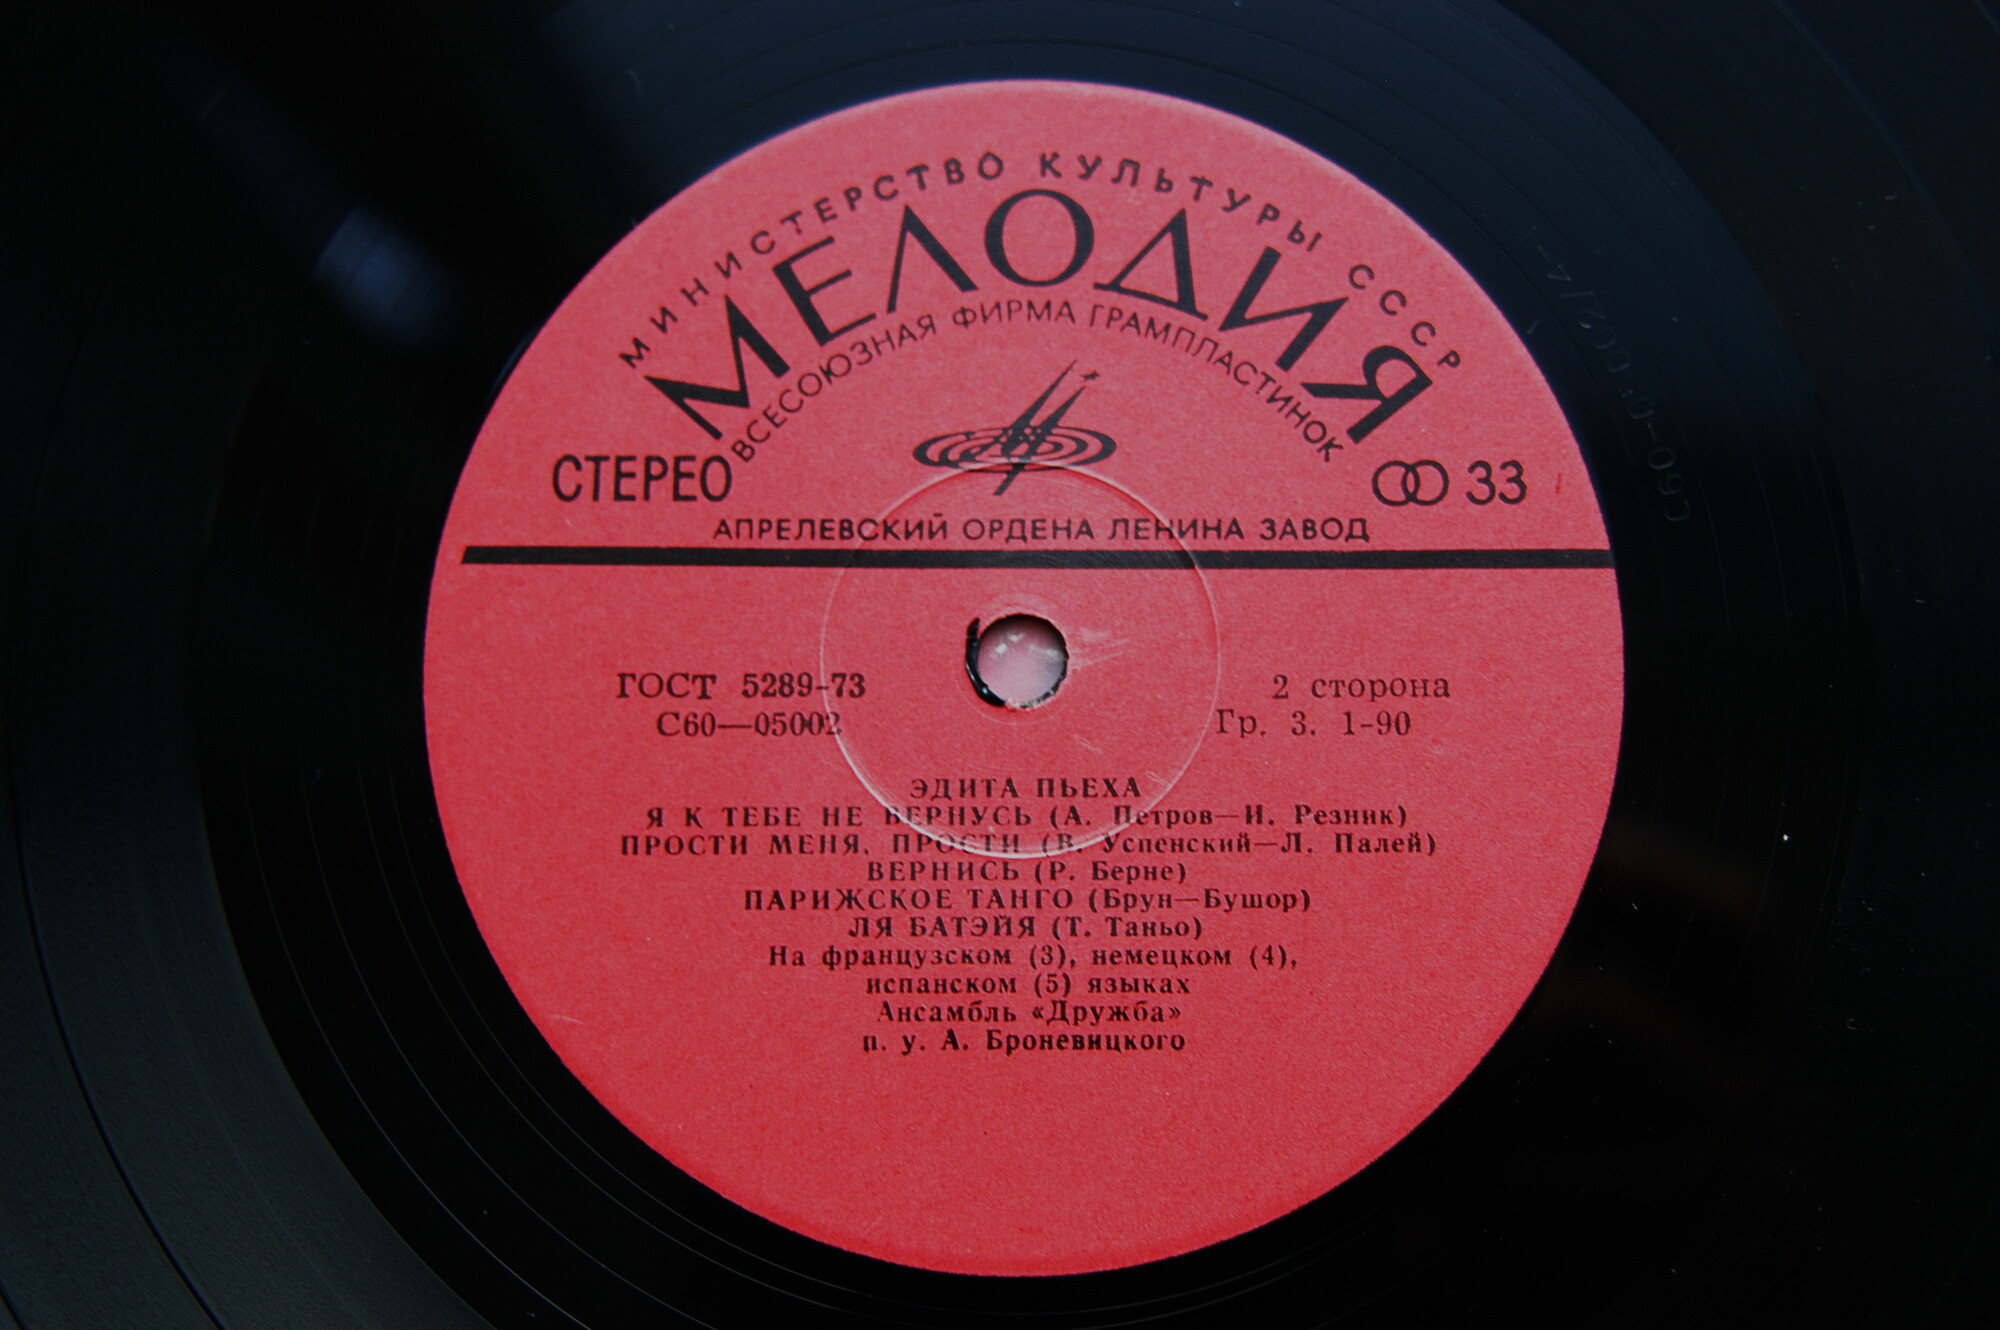 МИНИСТЕРСТВО КУЛЬТУРЫ СССР
МЕЛОДИЯ
ВСЕСОЮЗНАЯ ФИРМА ГРАМПЛАСТИНОК
СТЕРЕО
33
АПРЕЛЕВСКИЙ ОРДЕНА ЛЕНИНА ЗАВОД
ГОСТ 5289-73
2 сторона
С60—05002
Гр. 3. 1-90
ЭДИТА ПЬЕХА
Я К ТЕБЕ НЕ ВЕРНУСЬ (А. Петров—И. Резник)
ПРОСТИ МЕНЯ, ПРОСТИ (В. Успенский—Л. Палей)
ВЕРНИСЬ (Р. Берне)
ПАРИЖСКОЕ ТАНГО (Брун—Бушор)
ЛЯ БАТЭЙЯ (Т. Таньо)
На французском (3), немецком (4),
испанском (5) языках
Ансамбль «Дружба»
п. у. А. Броневицкого